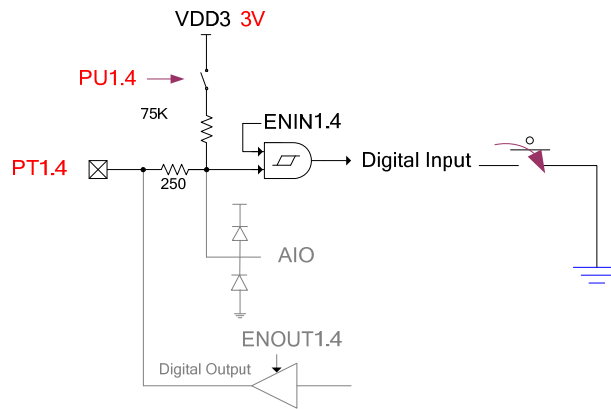 VDD3 3V
PU1.4
75K
ENIN1.4
PT1.4
250
Digital Input
AIO
ENOUT1.4
Digital Output